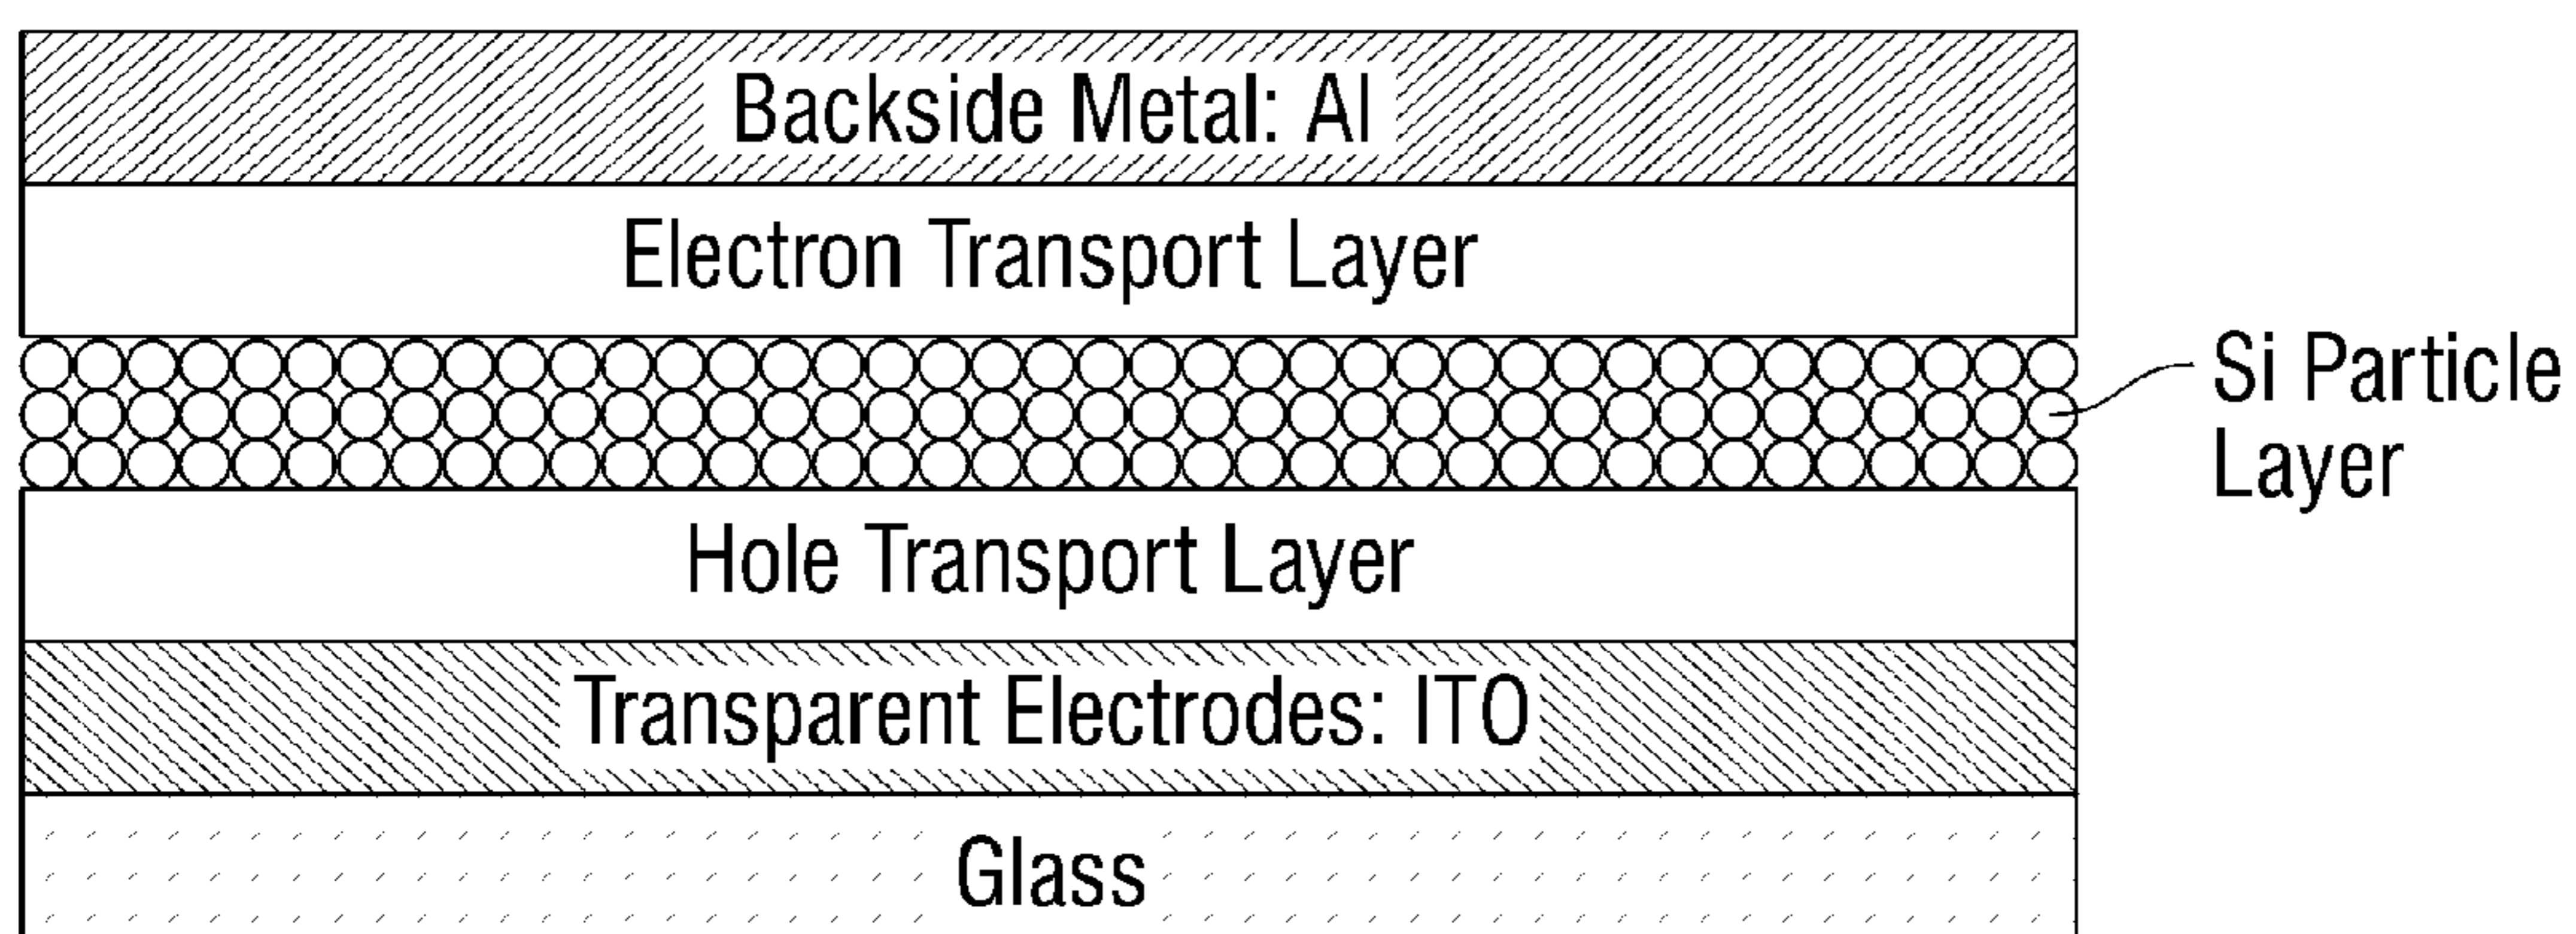 Backside Metal: Al
Electron Transport Layer
Si Particle
Layer
Hole Transport Layer
Transparent Electrodes: ITO
Glass